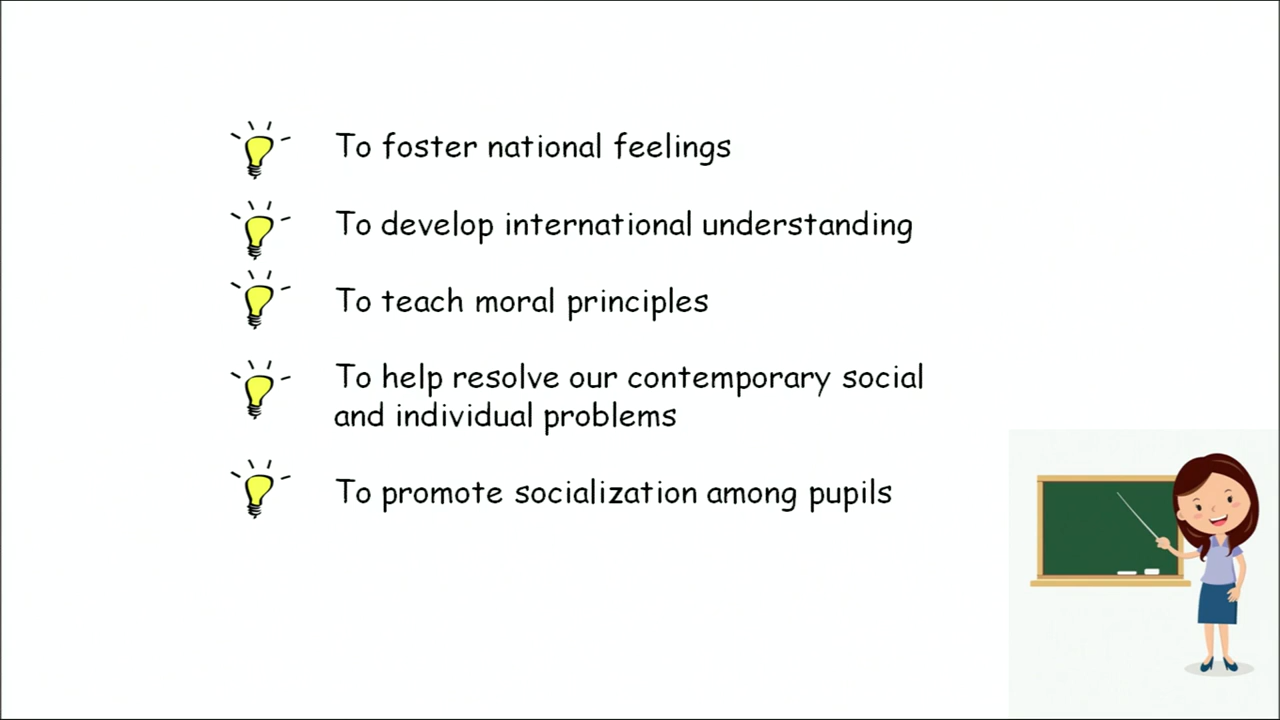 To foster national feelings
To develop international understanding
To teach moral principles
To help resolve our contemporary social
and individual problems
To promote socialization among pupils